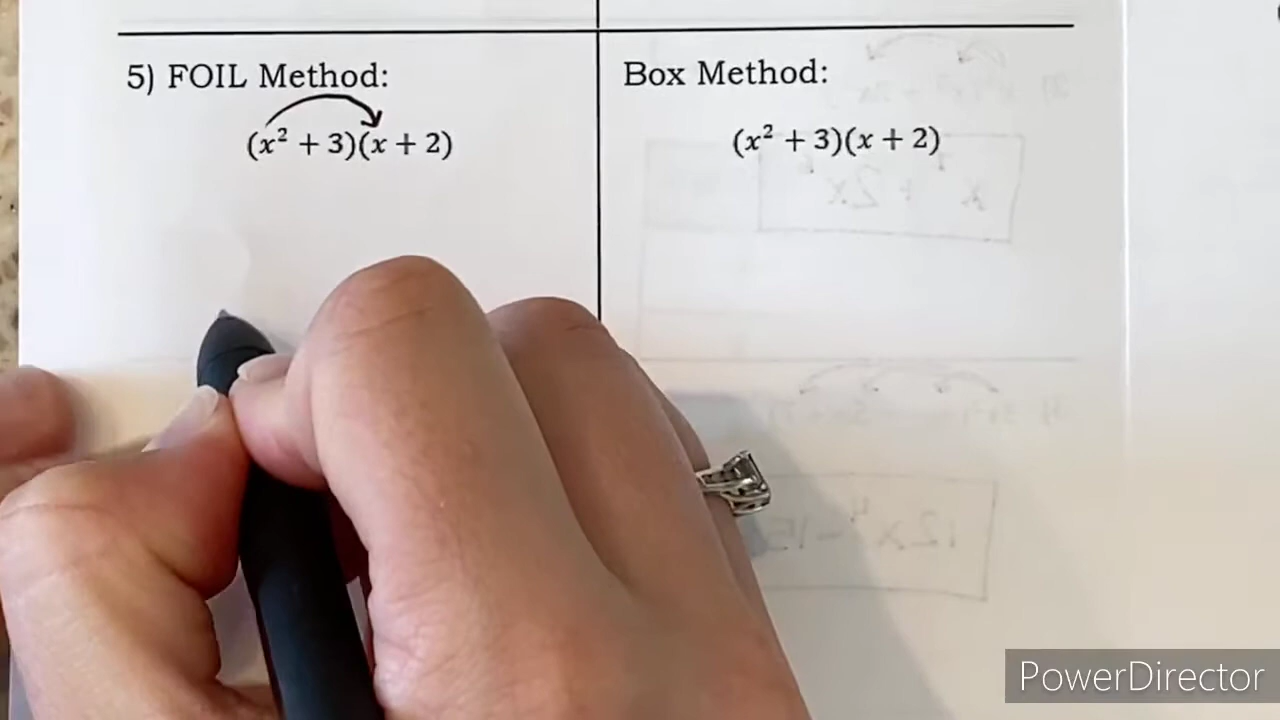 5) FOIL Method:
(x² + 3)(x + 2)
Box Method:
(x² + 3)(x + 2)
PowerDirector